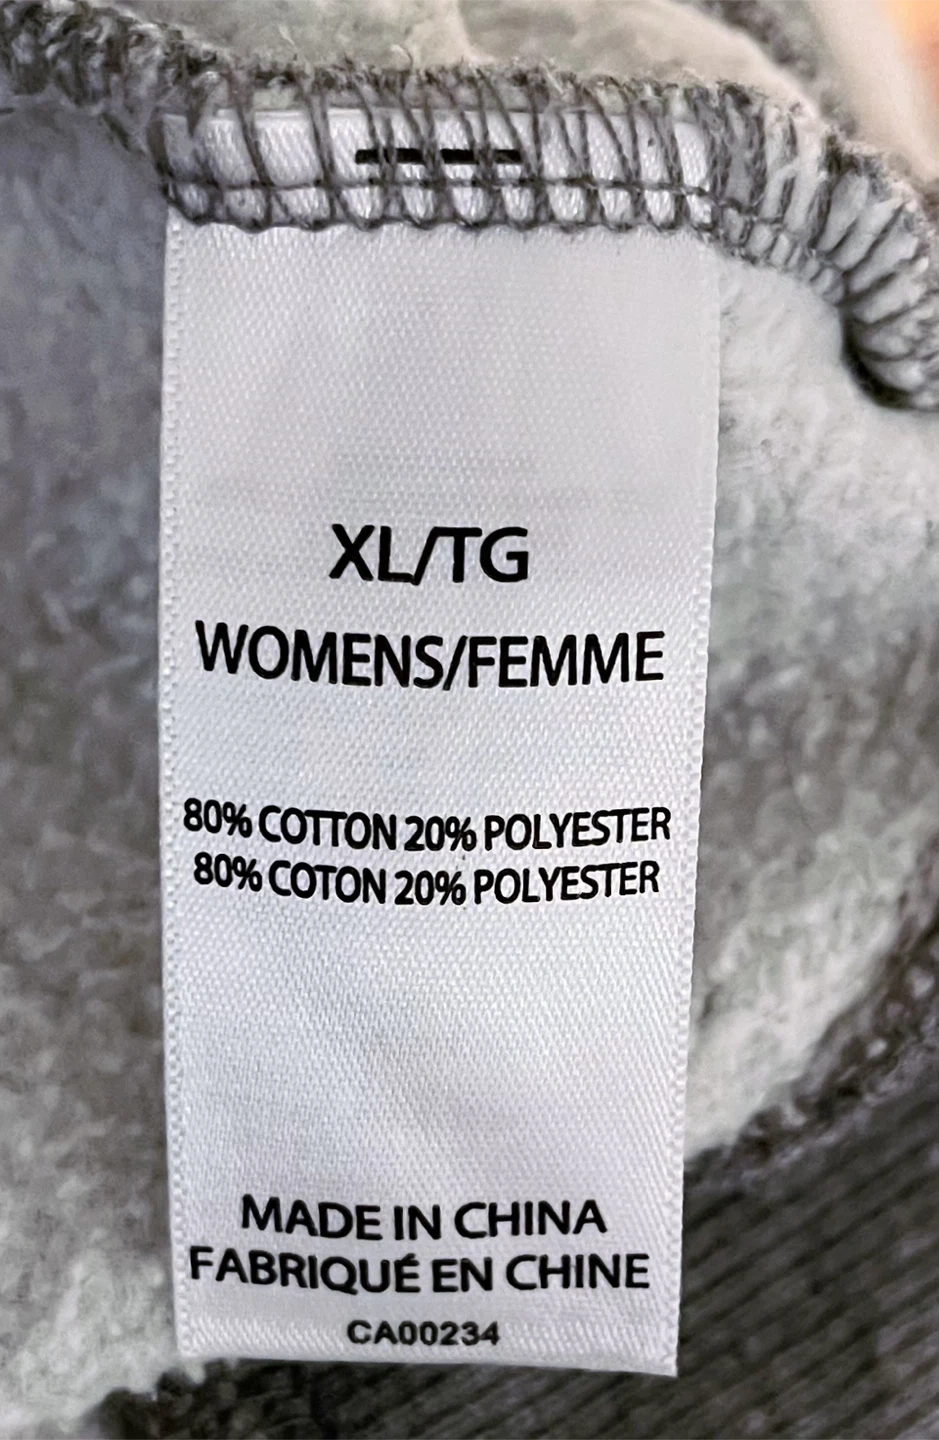 XL/TG
WOMENS/FEMME
80% COTTON 20% POLYESTER
80% COTON 20% POLYESTER
MADE IN CHINA
FABRIQUÉ EN CHINE
CA00234